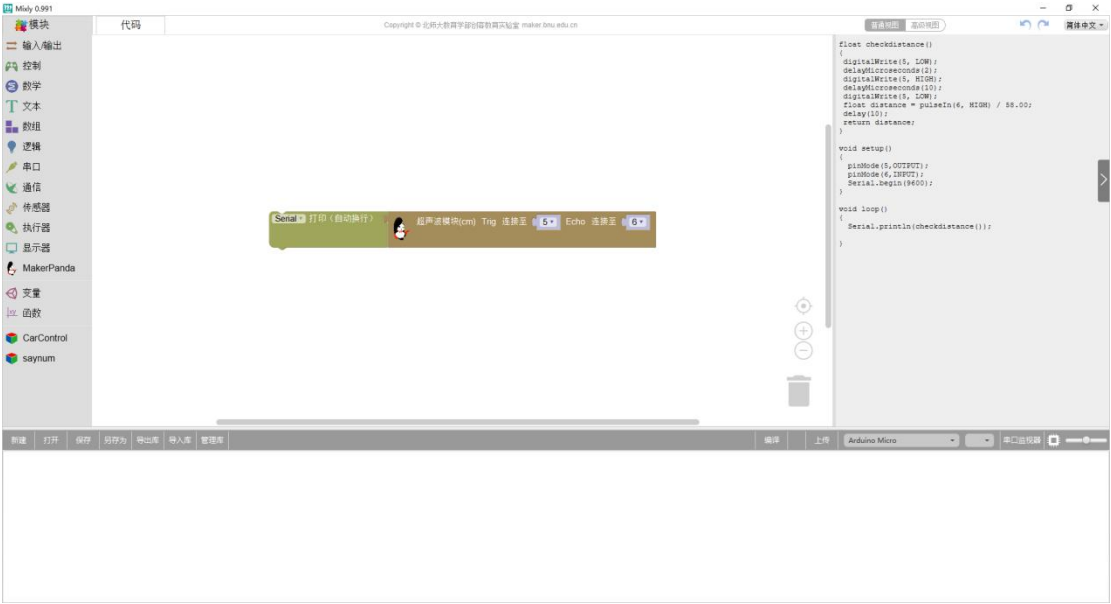 Mixly 0.991
模块
代码
Copyright © 北师大教育学部创客教育实验室 maker.bnu.edu.cn
普通视图 高级视图
简体中文
输入/输出
控制
数学
文本
数组
逻辑
串口
通信
传感器
执行器
显示器
MakerPanda
变量
函数
CarControl
saynum
Serial 打印（自动换行） 超声波模块(cm) Trig 连接至 5 Echo 连接至 6
float checkdistance()
{
digitalWrite(5, LOW);
delayMicroseconds(2);
digitalWrite(5, HIGH);
delayMicroseconds(10);
digitalWrite(5, LOW);
float distance = pulseIn(6, HIGH) / 58.00;
delay(10);
return distance;
}
void setup()
{
pinMode(5,OUTPUT);
pinMode(6,INPUT);
Serial.begin(9600);
}
void loop()
{
Serial.println(checkdistance());
}
新建 打开 保存 另存为 导出库 导入库 管理库 编译 上传 Arduino Micro 串口监视器